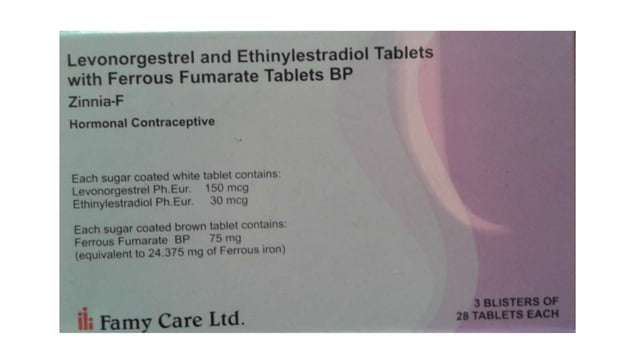 Levonorgestrel and Ethinylestradiol Tablets
with Ferrous Fumarate Tablets BP
Zinnia-F
Hormonal Contraceptive
Each sugar coated white tablet contains:
Levonorgestrel Ph.Eur. 150 mcg
Ethinylestradiol Ph.Eur. 30 mcg
Each sugar coated brown tablet contains:
Ferrous Fumarate BP 75 mg
(equivalent to 24.375 mg of Ferrous iron)
3 BLISTERS OF
28 TABLETS EACH
Famy Care Ltd.